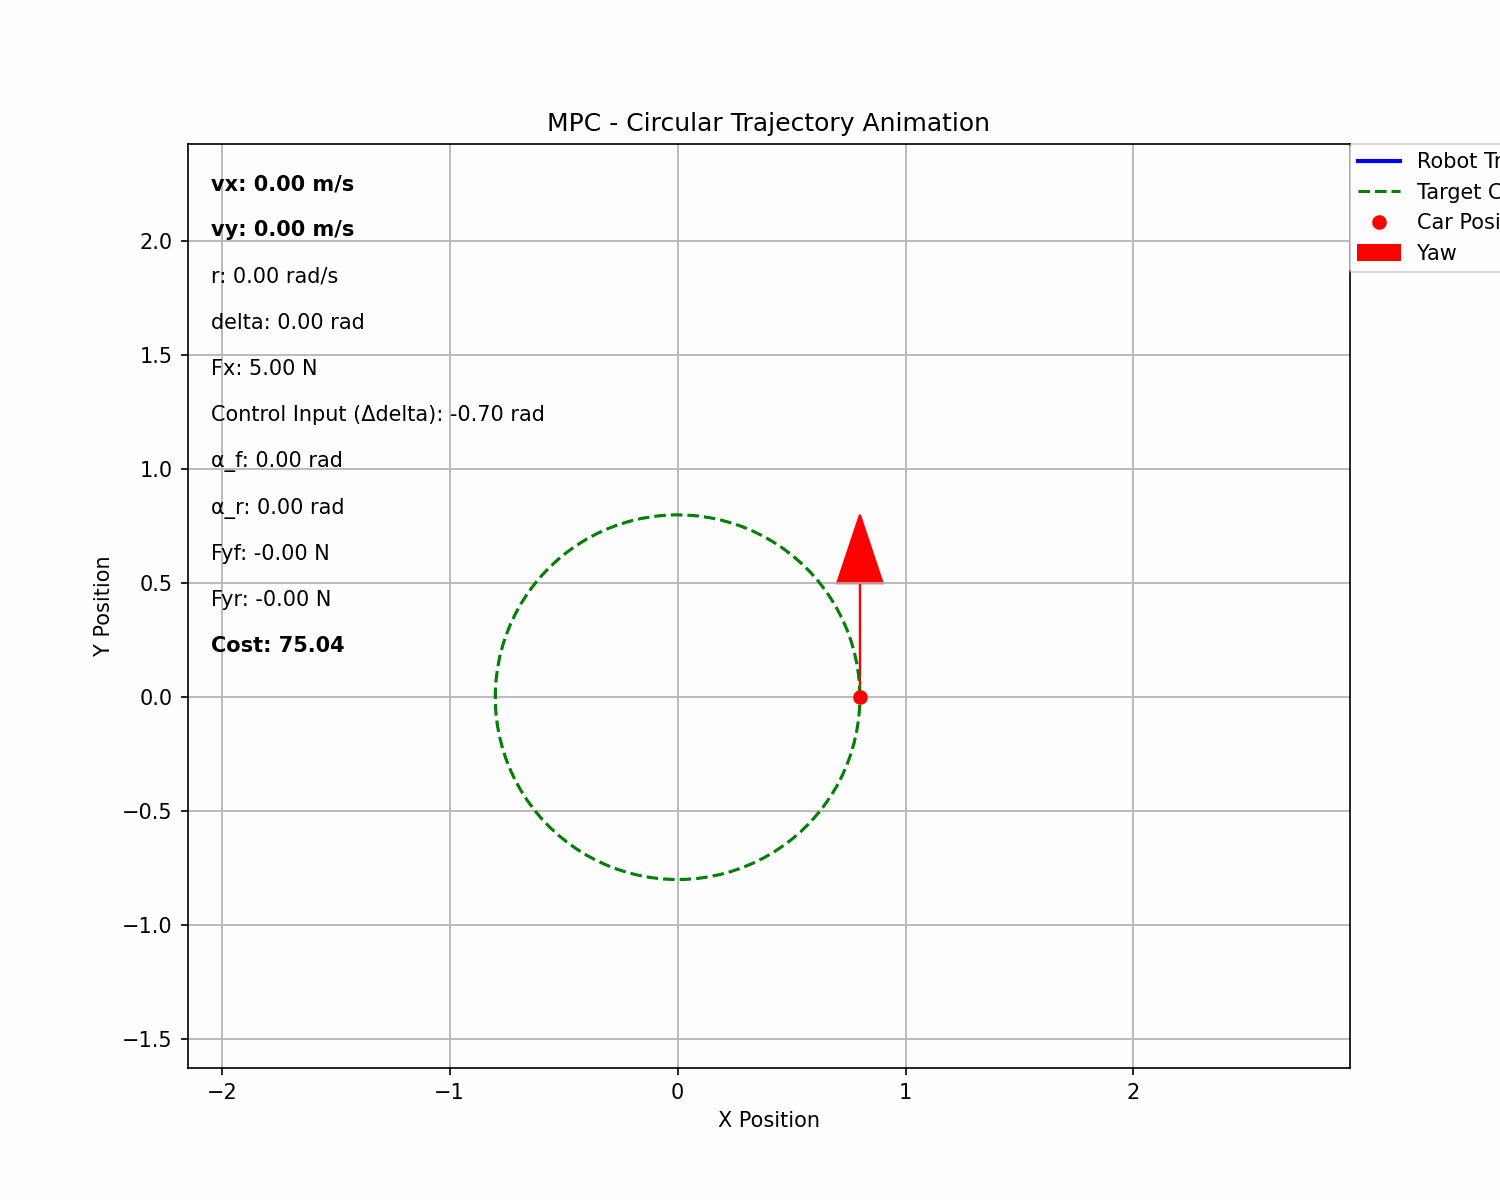 MPC - Circular Trajectory Animation
vx: 0.00 m/s
vy: 0.00 m/s
r: 0.00 rad/s
delta: 0.00 rad
Fx: 5.00 N
Control Input (Δdelta): -0.70 rad
α_f: 0.00 rad
α_r: 0.00 rad
Fyf: -0.00 N
Fyr: -0.00 N
Cost: 75.04
Robot
Target
Car
Yaw
Y Position
2.0
1.5
1.0
0.5
0.0
−0.5
−1.0
−1.5
−2 −1 0 1 2
X Position